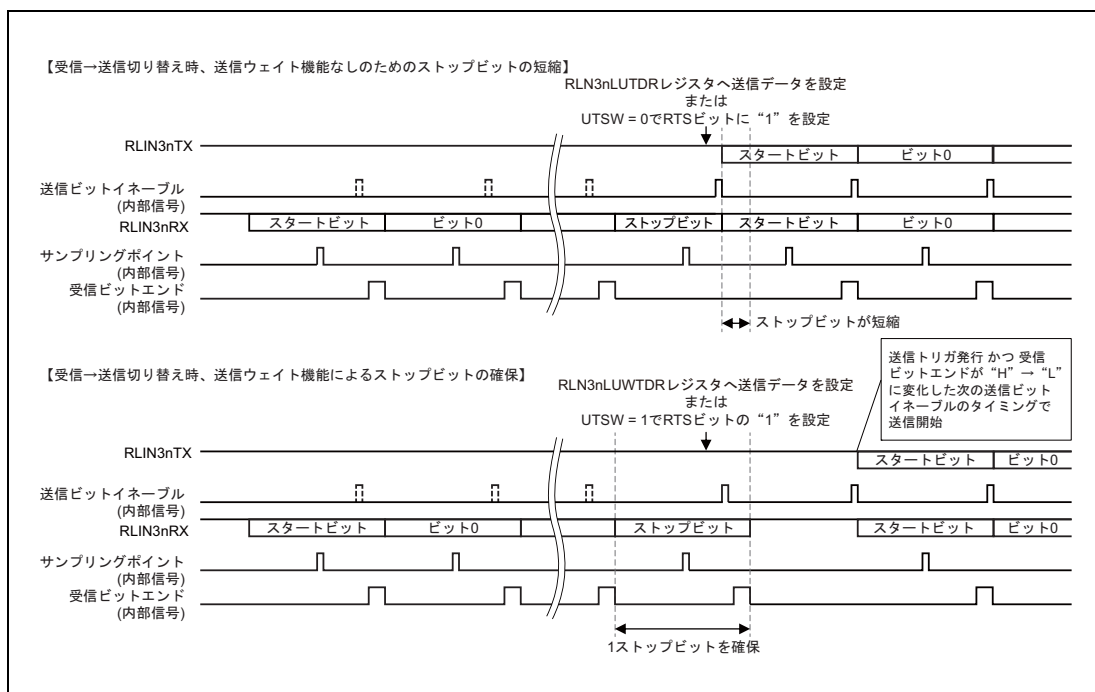 【受信→送信切り替え時、送信ウェイト機能なしのためのストップビットの短縮】
RLN3nLUTDRレジスタへ送信データを設定
または
UTSW = 0でRTSビットに“1”を設定
RLIN3nTX
スタートビット
ビット0
送信ビットイネーブル
(内部信号)
RLIN3nRX
スタートビット
ビット0
ストップビット
スタートビット
ビット0
サンプリングポイント
(内部信号)
受信ビットエンド
(内部信号)
ストップビットが短縮
【受信→送信切り替え時、送信ウェイト機能によるストップビットの確保】
RLN3nLUWTDRレジスタへ送信データを設定
または
UTSW = 1でRTSビットの“1”を設定
送信トリガ発行 かつ 受信
ビットエンドが“H”→“L”
に変化した次の送信ビット
イネーブルのタイミングで
送信開始
RLIN3nTX
スタートビット
ビット0
送信ビットイネーブル
(内部信号)
RLIN3nRX
スタートビット
ビット0
ストップビット
スタートビット
ビット0
サンプリングポイント
(内部信号)
受信ビットエンド
(内部信号)
1ストップビットを確保